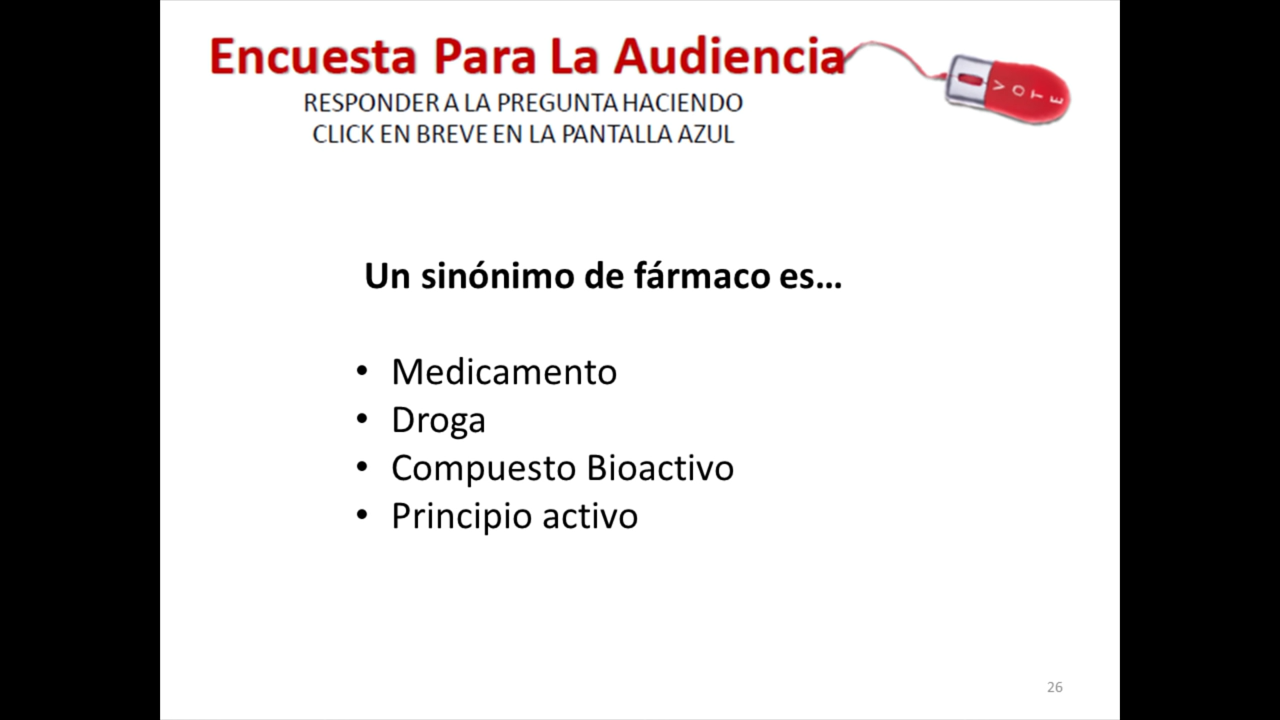 Encuesta Para La Audiencia
RESPONDER A LA PREGUNTA HACIENDO
CLICK EN BREVE EN LA PANTALLA AZUL
VOTE
Un sinónimo de fármaco es...
• Medicamento
• Droga
• Compuesto Bioactivo
• Principio activo
26